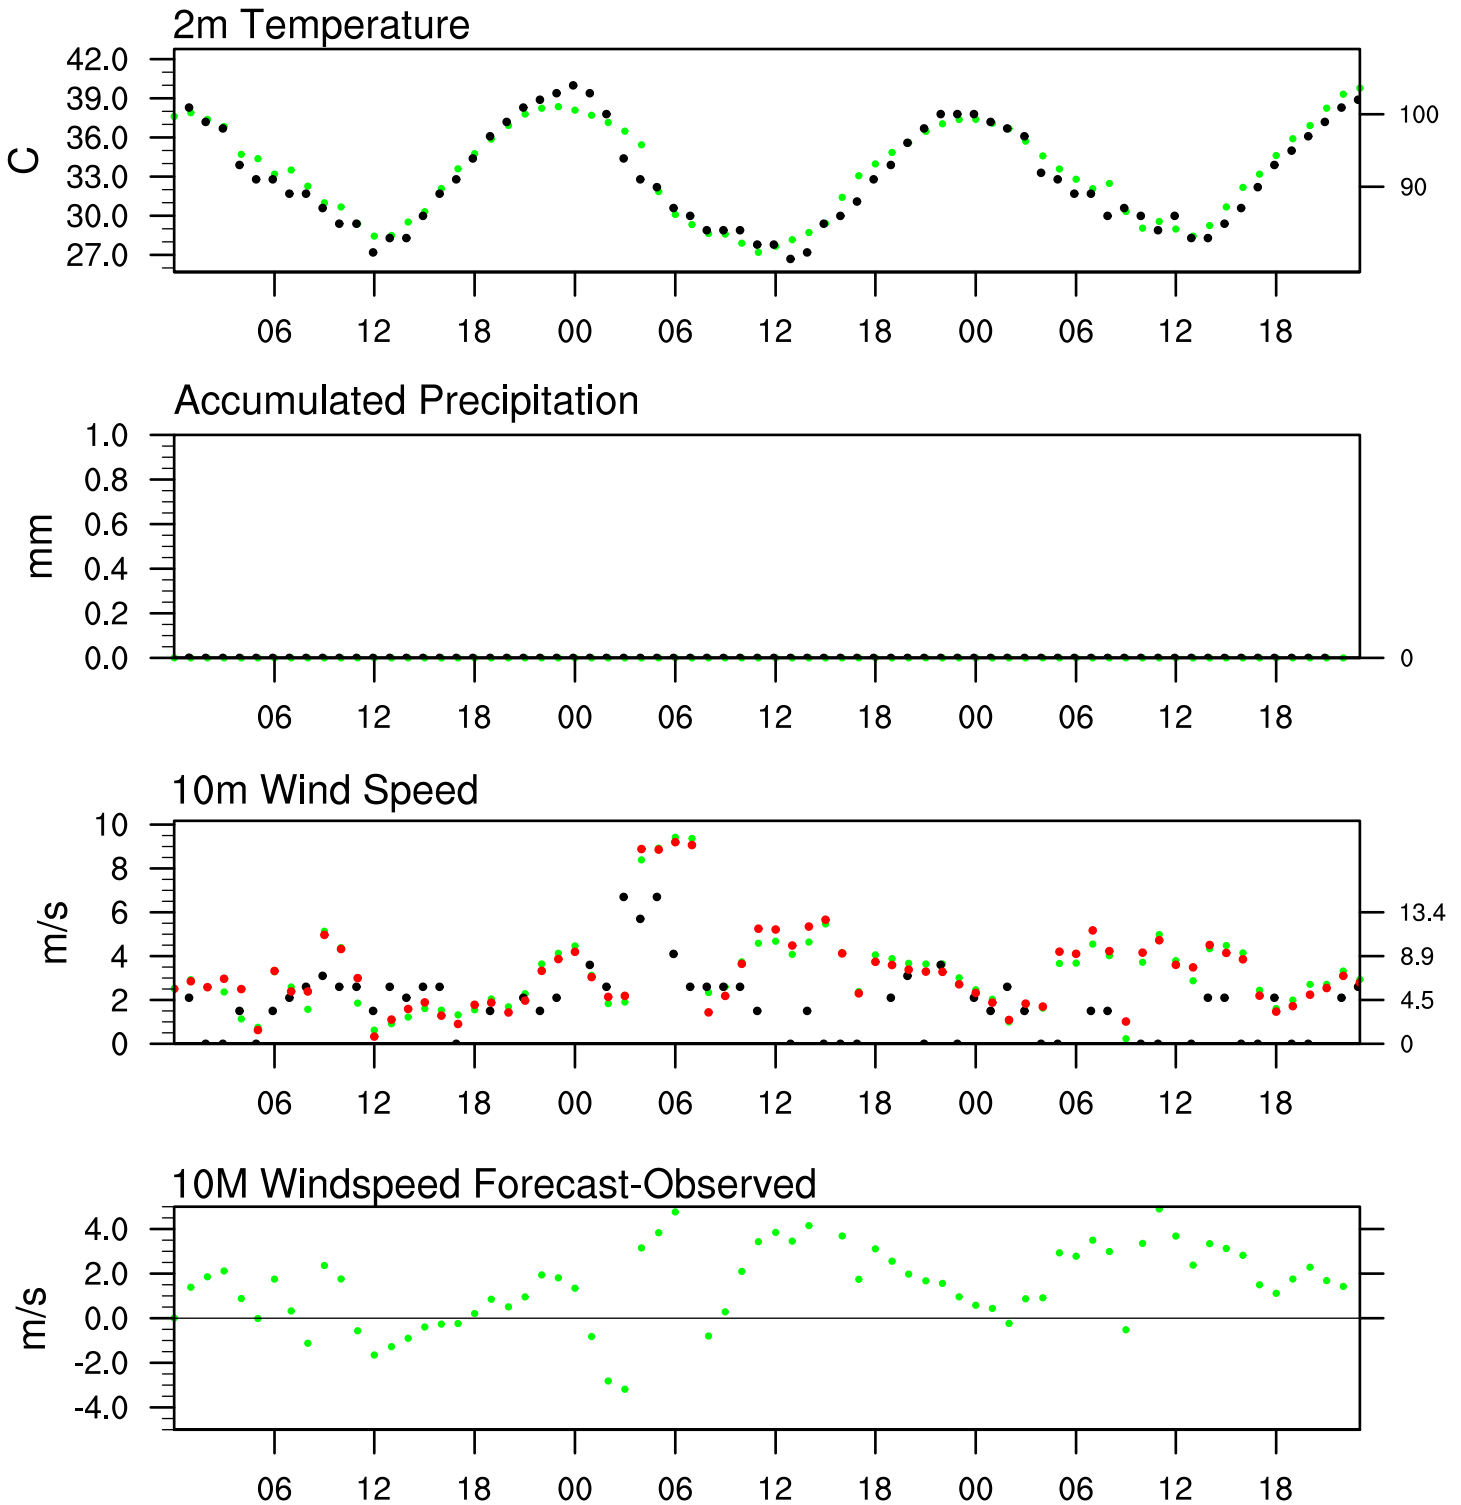 2m Temperature
42.0
39.0
36.0
33.0
30.0
27.0
C
100
90
06 12 18 00 06 12 18 00 06 12 18
Accumulated Precipitation
1.0
0.8
0.6
0.4
0.2
0.0
mm
0
06 12 18 00 06 12 18 00 06 12 18
10m Wind Speed
10
8
6
4
2
0
m/s
13.4
8.9
4.5
0
06 12 18 00 06 12 18 00 06 12 18
10M Windspeed Forecast-Observed
4.0
2.0
0.0
-2.0
-4.0
m/s
06 12 18 00 06 12 18 00 06 12 18